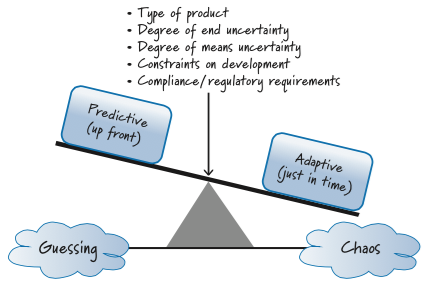 • Type of product
• Degree of end uncertainty
• Degree of means uncertainty
• Constraints on development
• Compliance/regulatory requirements
Predictive
(up front)
Adaptive
(just in time)
Guessing
Chaos